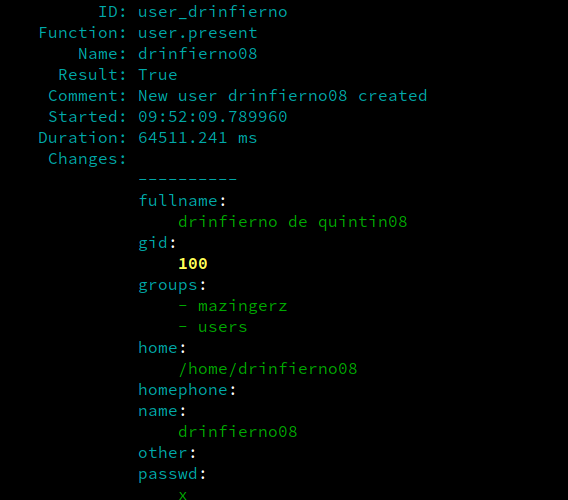 ID: user_drinfierno
Function: user.present
Name: drinfierno08
Result: True
Comment: New user drinfierno08 created
Started: 09:52:09.789960
Duration: 64511.241 ms
Changes:
----------
fullname:
drinfierno de quintin08
gid:
100
groups:
- mazingerz
- users
home:
/home/drinfierno08
homephone:
name:
drinfierno08
other:
passwd:
x